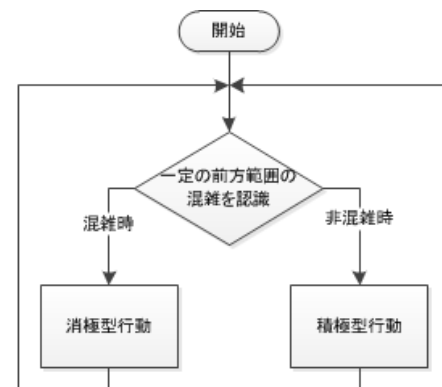 開始
一定の前方範囲の
混雑を認識
混雑時
非混雑時
消極型行動
積極型行動